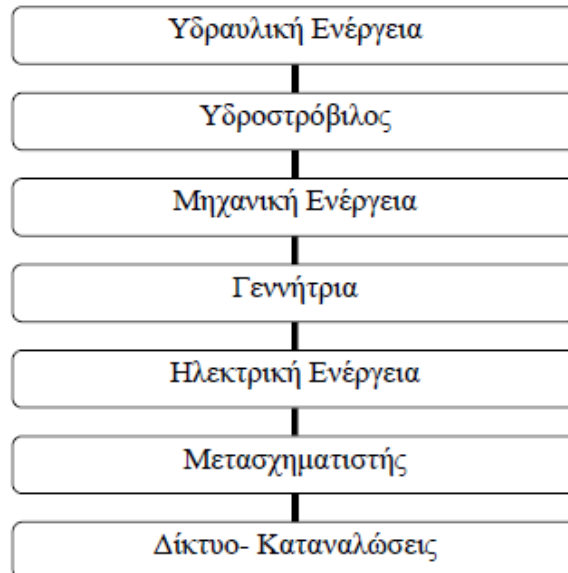 Υδραυλική Ενέργεια
Υδροστρόβιλος
Μηχανική Ενέργεια
Γεννήτρια
Ηλεκτρική Ενέργεια
Μετασχηματιστής
Δίκτυο- Καταναλώσεις